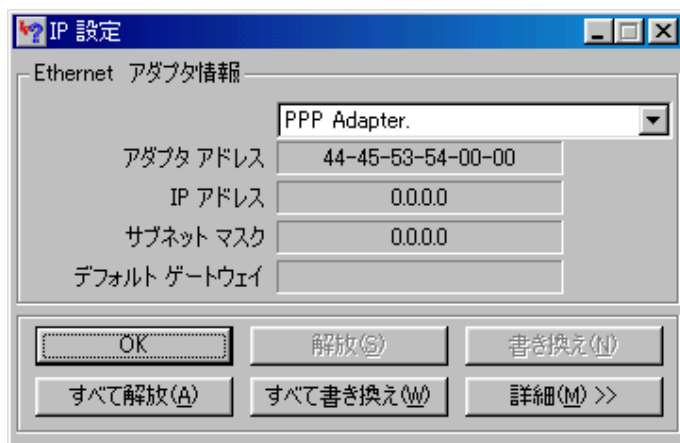 IP 設定
Ethernet アダプタ情報
PPP Adapter.
アダプタ アドレス 44-45-53-54-00-00
IP アドレス 0.0.0.0
サブネット マスク 0.0.0.0
デフォルト ゲートウェイ
OK 解放(S) 書き換え(N)
すべて解放(A) すべて書き換え(W) 詳細(M) >>